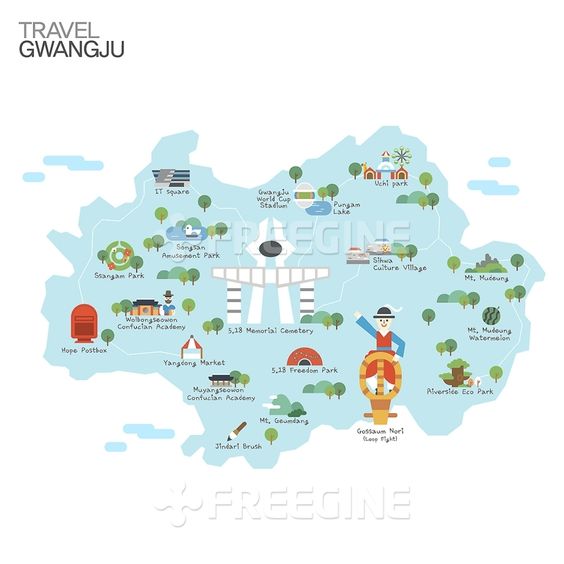 TRAVEL
GWANGJU
IT square
GwangJu
World Cup
Stadium
Pungam
Lake
Uchi park
Songsan
Amusement Park
FREEGINE
Sihwa
Culture Village
Ssangam Park
Mt. Mudeung
Wolbongseowon
Confucian Academy
5.18 Memorial Cemetery
Mt. Mudeung
Watermelon
Hope Postbox
Yangdong Market
5.18 Freedom Park
Muyangseowon
Confucian Academy
Riverside Eco Park
Mt. Geumdang
Gossaum Nori
(Loop Fight)
Jindari Brush
FREEGINE